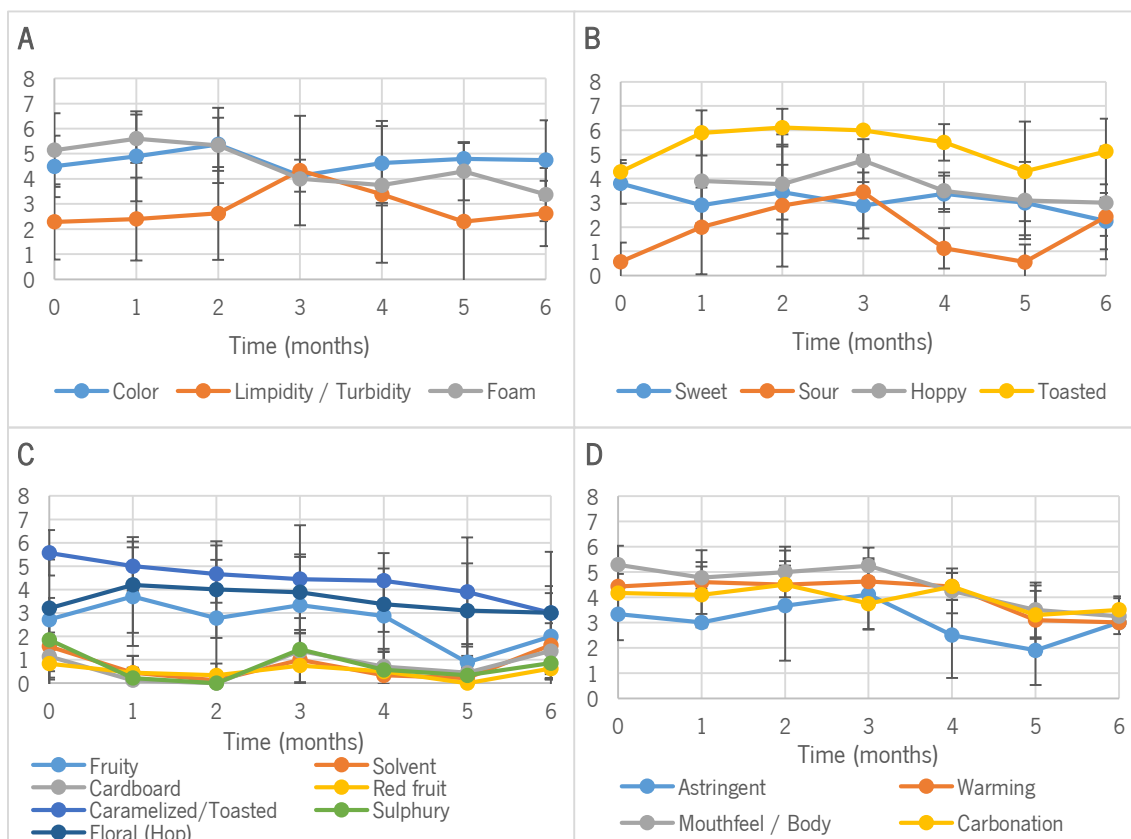 A
8
7
6
5
4
3
2
1
0
0 1 2 3 4 5 6
Time (months)
Color Limpidity / Turbidity Foam
B
8
7
6
5
4
3
2
1
0
0 1 2 3 4 5 6
Time (months)
Sweet Sour Hoppy Toasted
C
8
7
6
5
4
3
2
1
0
0 1 2 3 4 5 6
Time (months)
Fruity Solvent
Cardboard Red fruit
Caramelized/Toasted Sulphury
Floral (Hop)
D
8
7
6
5
4
3
2
1
0
0 1 2 3 4 5 6
Time (months)
Astringent Warming
Mouthfeel / Body Carbonation